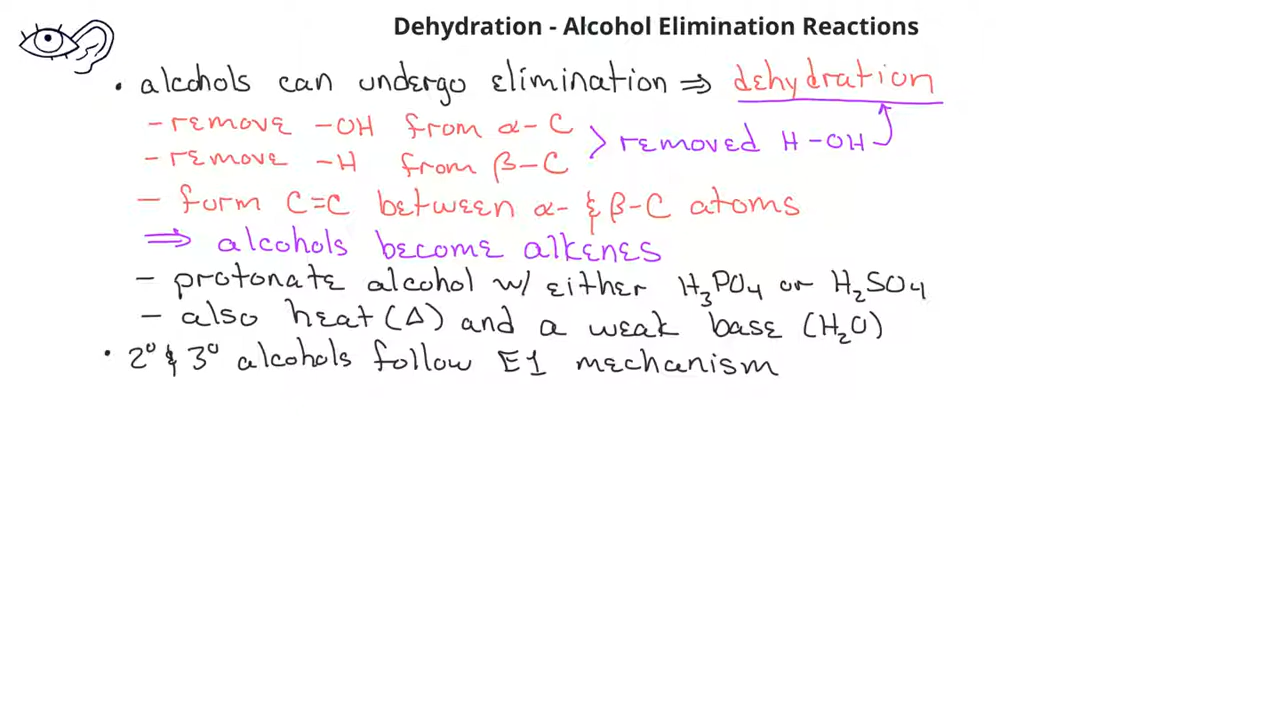 Dehydration - Alcohol Elimination Reactions
• alcohols can undergo elimination ⇒ dehydration
- remove -OH from α-C
- remove -H from β-C
> removed H-OH
- form C=C between α- & β-C atoms
⇒ alcohols become alkenes
- protonate alcohol w/ either H₃PO₄ or H₂SO₄
- also heat (Δ) and a weak base (H₂O)
• 2° & 3° alcohols follow E1 mechanism